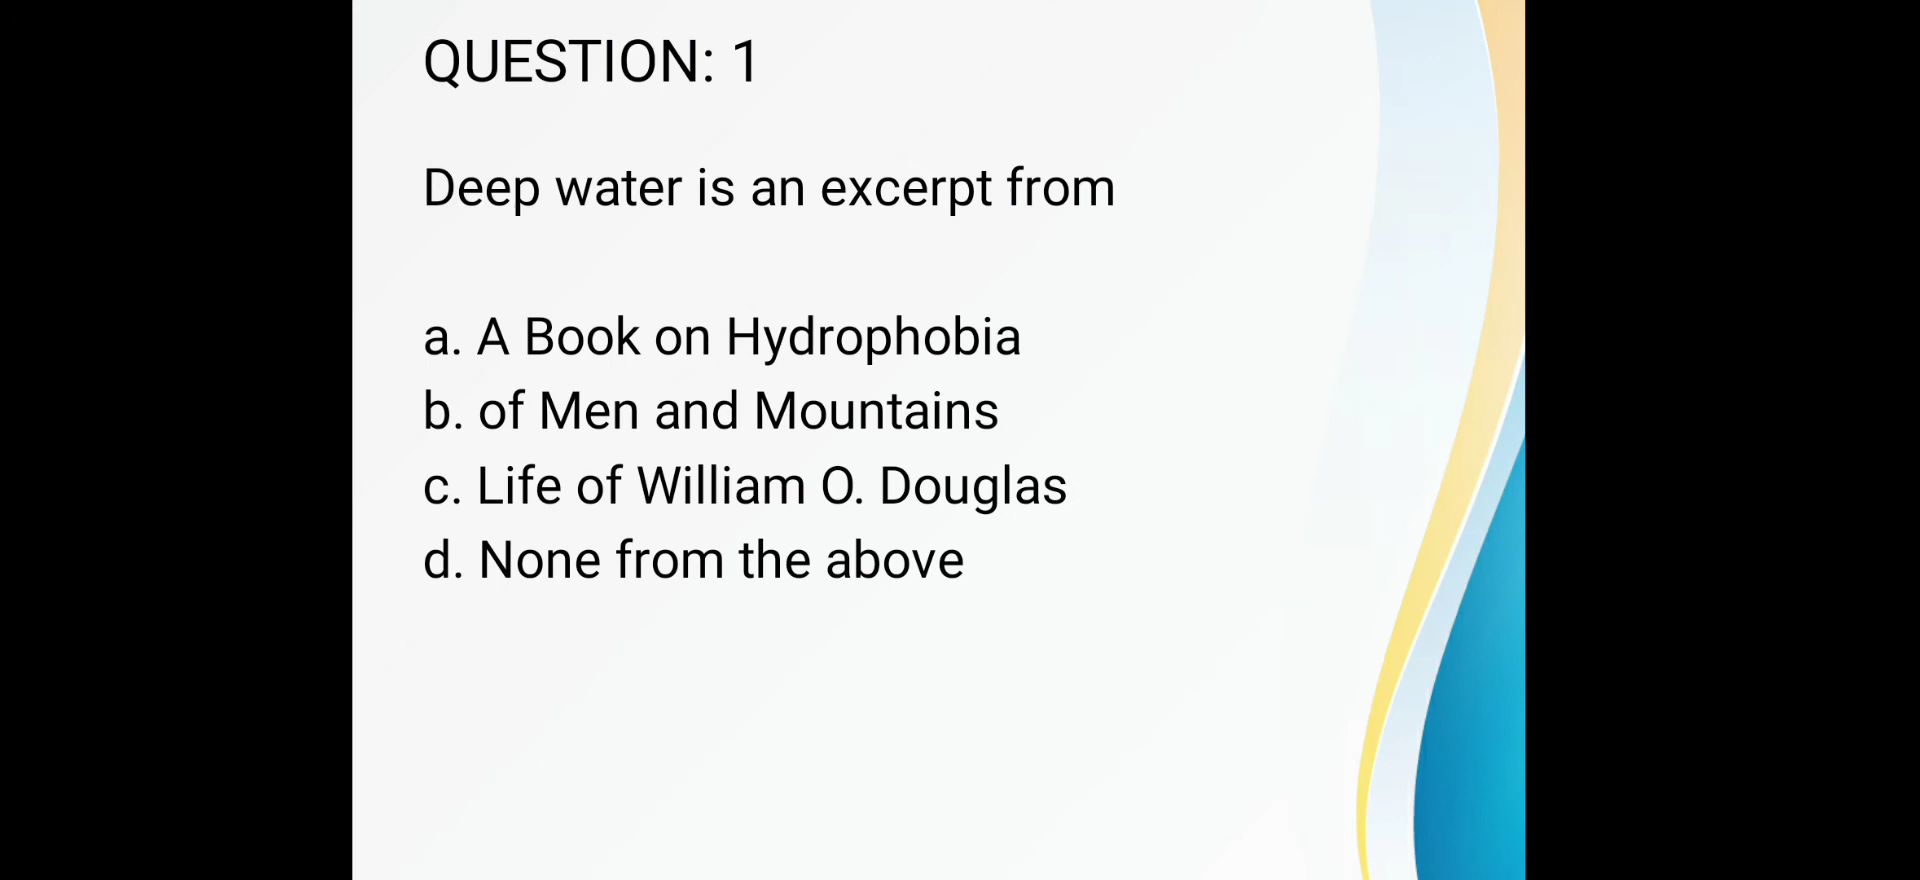 QUESTION: 1
Deep water is an excerpt from
a. A Book on Hydrophobia
b. of Men and Mountains
c. Life of William O. Douglas
d. None from the above